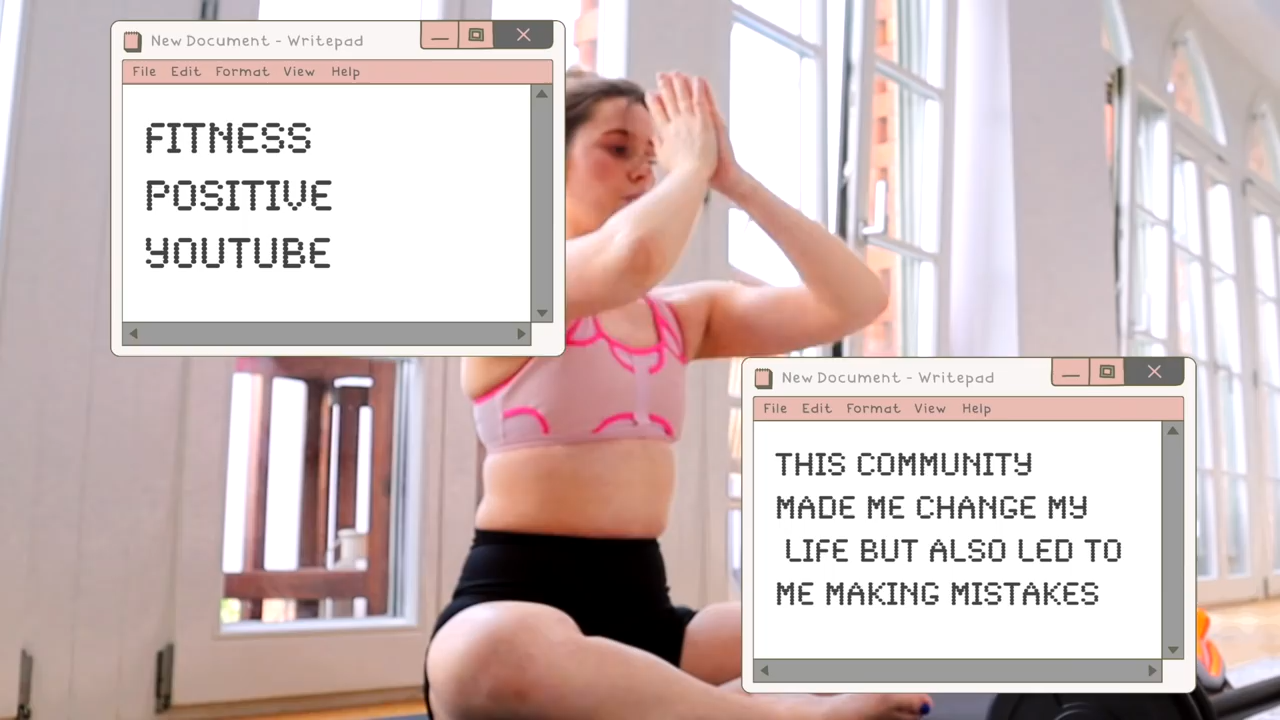 New Document - Writepad
File Edit Format View Help
FITNESS
POSITIVE
YOUTUBE
New Document - Writepad
File Edit Format View Help
THIS COMMUNITY
MADE ME CHANGE MY
LIFE BUT ALSO LED TO
ME MAKING MISTAKES